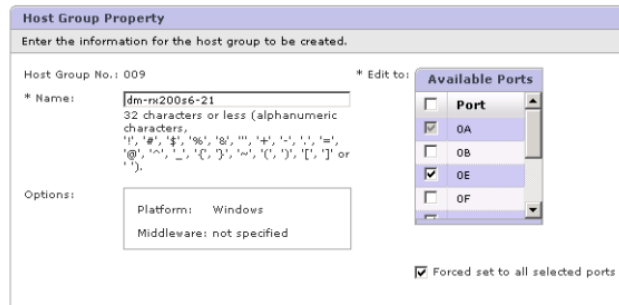 Host Group Property
Enter the information for the host group to be created.
Host Group No.: 009
* Name:
dm-rx200s6-21
32 characters or less (alphanumeric
characters,
'!', '#', '$', '%', '&', ''', '+', '-', '.', '=',
'@', '^', '_', '{', '}', '~', '(', ')', '[', ']' or
' ').
Options:
Platform: Windows
Middleware: not specified
* Edit to:
Available Ports
Port
0A
0B
0E
0F
Forced set to all selected ports